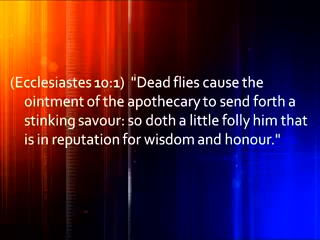 (Ecclesiastes 10:1)  "Dead flies cause the
ointment of the apothecary to send forth a
stinking savour: so doth a little folly him that
is in reputation for wisdom and honour."